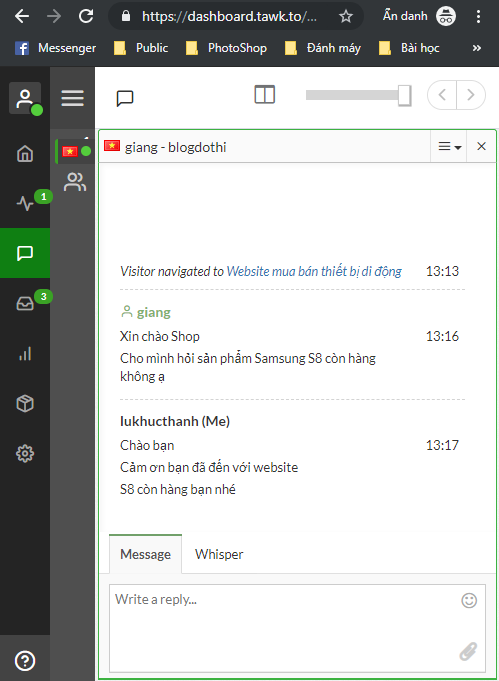 https://dashboard.tawk.to/...
Ẩn danh
Messenger
Public
PhotoShop
Đánh máy
Bài học
»
giang - blogdothi
1
3
Visitor navigated to Website mua bán thiết bị di động 13:13
giang
Xin chào Shop 13:16
Cho mình hỏi sản phẩm Samsung S8 còn hàng
không ạ
lukhucthanh (Me)
Chào bạn 13:17
Cảm ơn bạn đã đến với website
S8 còn hàng bạn nhé
Message Whisper
Write a reply...